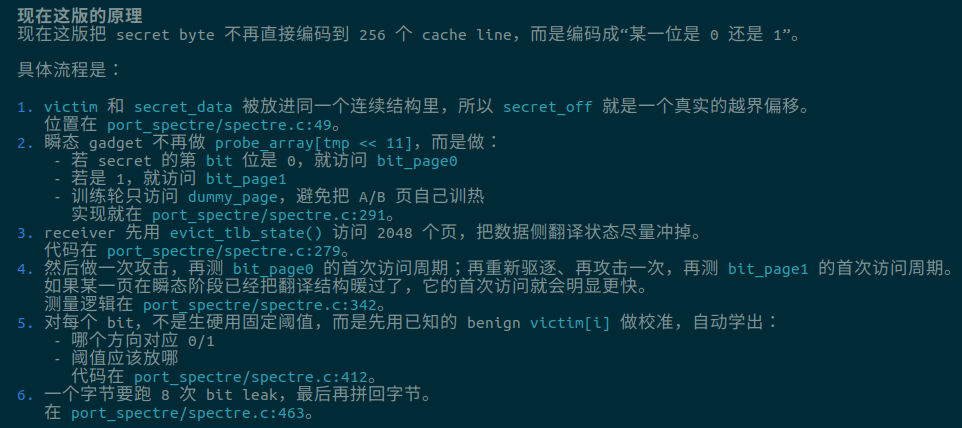 现在这版的原理
现在这版把 secret byte 不再直接编码到 256 个 cache line，而是编码成“某一位是 0 还是 1”。
具体流程是：
1. victim 和 secret_data 被放进同一个连续结构里，所以 secret_off 就是一个真实的越界偏移。
位置在 port_spectre/spectre.c:49。
2. 瞬态 gadget 不再做 probe_array[tmp << 11]，而是做：
- 若 secret 的第 bit 位是 0，就访问 bit_page0
- 若是 1，就访问 bit_page1
- 训练轮只访问 dummy_page，避免把 A/B 页自己训热
实现就在 port_spectre/spectre.c:291。
3. receiver 先用 evict_tlb_state() 访问 2048 个页，把数据侧翻译状态尽量冲掉。
代码在 port_spectre/spectre.c:279。
4. 然后做一次攻击，再测 bit_page0 的首次访问周期；再重新驱逐、再攻击一次，再测 bit_page1 的首次访问周期。
如果某一页在瞬态阶段已经把翻译结构暖过了，它的首次访问就会明显更快。
测量逻辑在 port_spectre/spectre.c:342。
5. 对每个 bit，不是生硬用固定阈值，而是先用已知的 benign victim[i] 做校准，自动学出：
- 哪个方向对应 0/1
- 阈值应该放哪
代码在 port_spectre/spectre.c:412。
6. 一个字节要跑 8 次 bit leak，最后再拼回字节。
在 port_spectre/spectre.c:463。